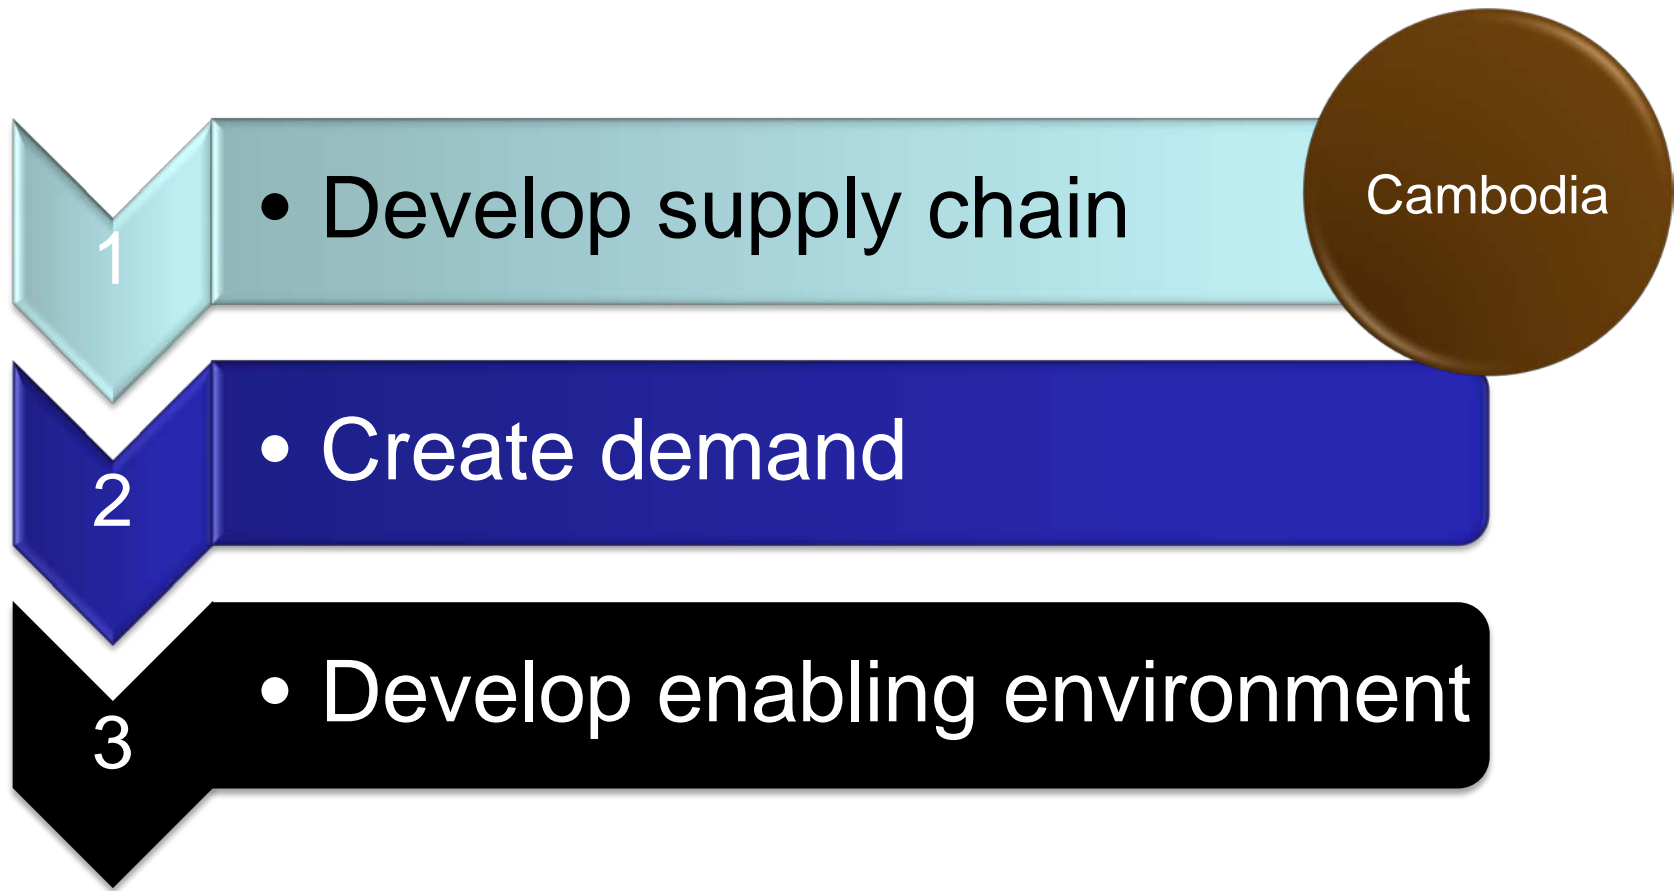 1
• Develop supply chain
Cambodia
2
• Create demand
3
• Develop enabling environment